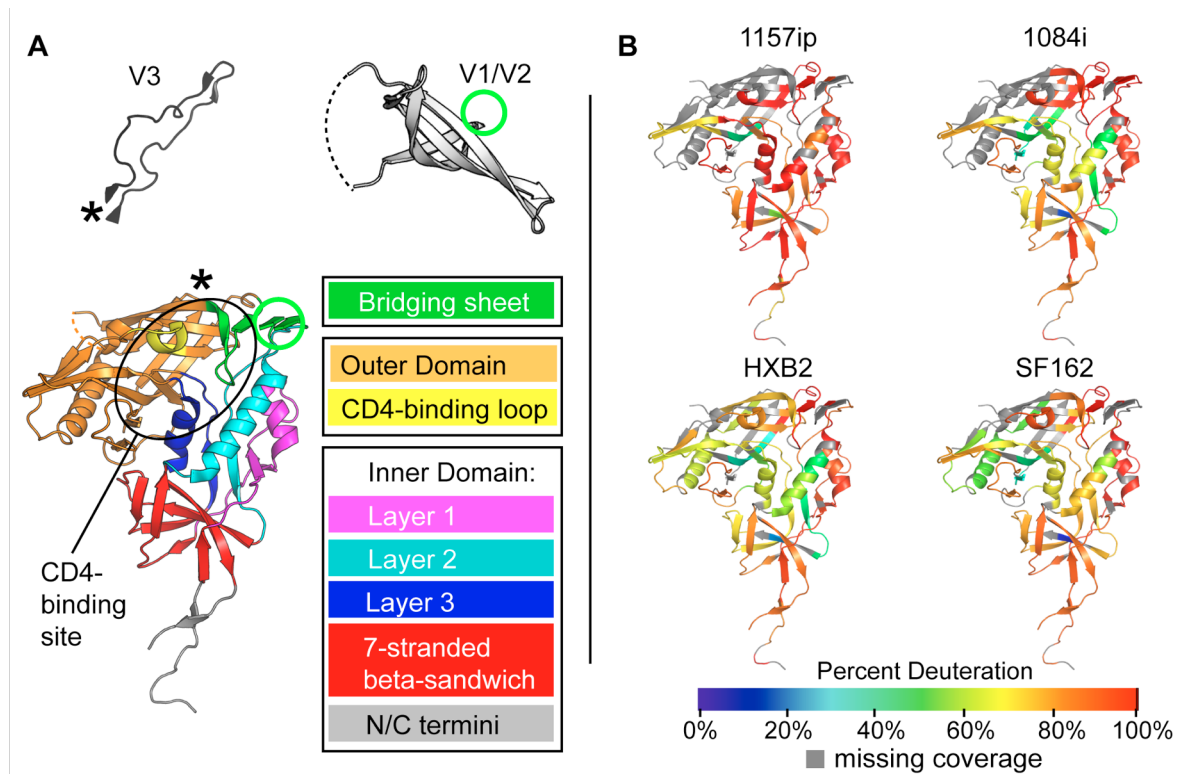 A
V3
*
V1/V2
*
CD4-
binding
site
Bridging sheet
Outer Domain
CD4-binding loop
Inner Domain:
Layer 1
Layer 2
Layer 3
7-stranded
beta-sandwich
N/C termini
B
1157ip
1084i
HXB2
SF162
Percent Deuteration
0% 20% 40% 60% 80% 100%
missing coverage